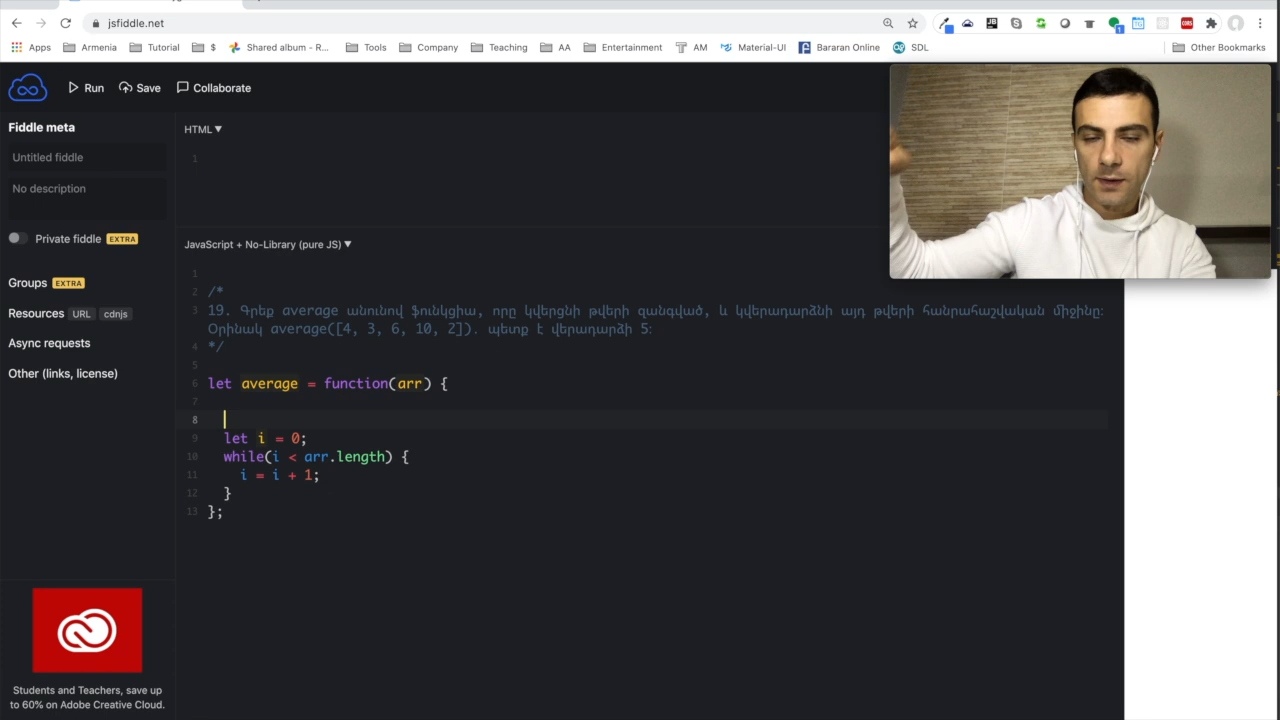 jsfiddle.net
Apps Armenia Tutorial $ Shared album - R... Tools Company Teaching AA Entertainment AM Material-UI Bararan Online SDL Other Bookmarks
Run Save Collaborate
Fiddle meta
Untitled fiddle
No description
Private fiddle EXTRA
Groups EXTRA
Resources URL cdnjs
Async requests
Other (links, license)
HTML ▼
1
JavaScript + No-Library (pure JS) ▼
1
2 /*
3 19. Գրեք average անունով ֆունկցիա, որը կվերցնի թվերի զանգված, և կվերադարձնի այդ թվերի հանրահաշվական միջինը։
Օրինակ average([4, 3, 6, 10, 2]). պետք է վերադարձի 5։
4 */
5
6 let average = function(arr) {
7
8
9 let i = 0;
10 while(i < arr.length) {
11 i = i + 1;
12 }
13 };
Students and Teachers, save up
to 60% on Adobe Creative Cloud.